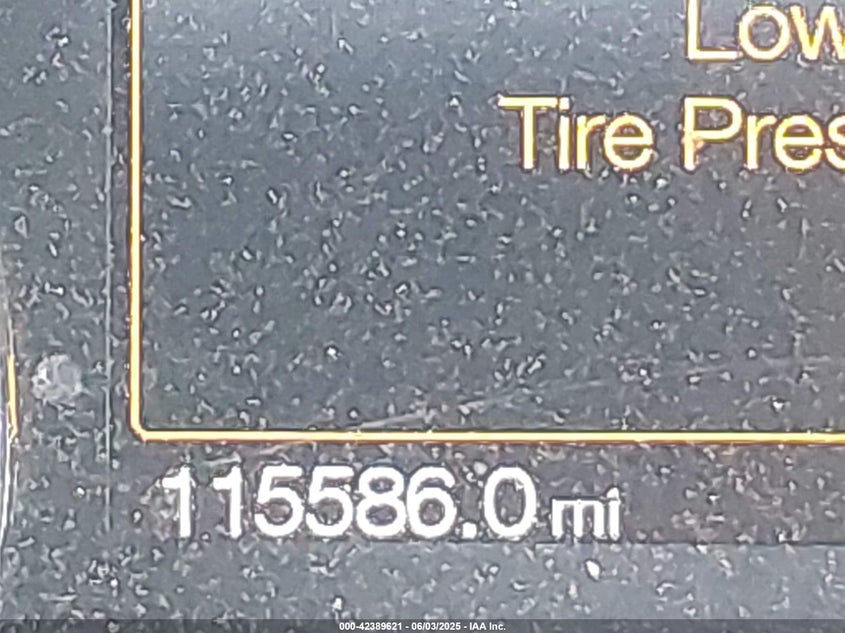 Low
Tire Pres
115586.0 mi
000-42389621 - 06/03/2025 - IAA Inc.